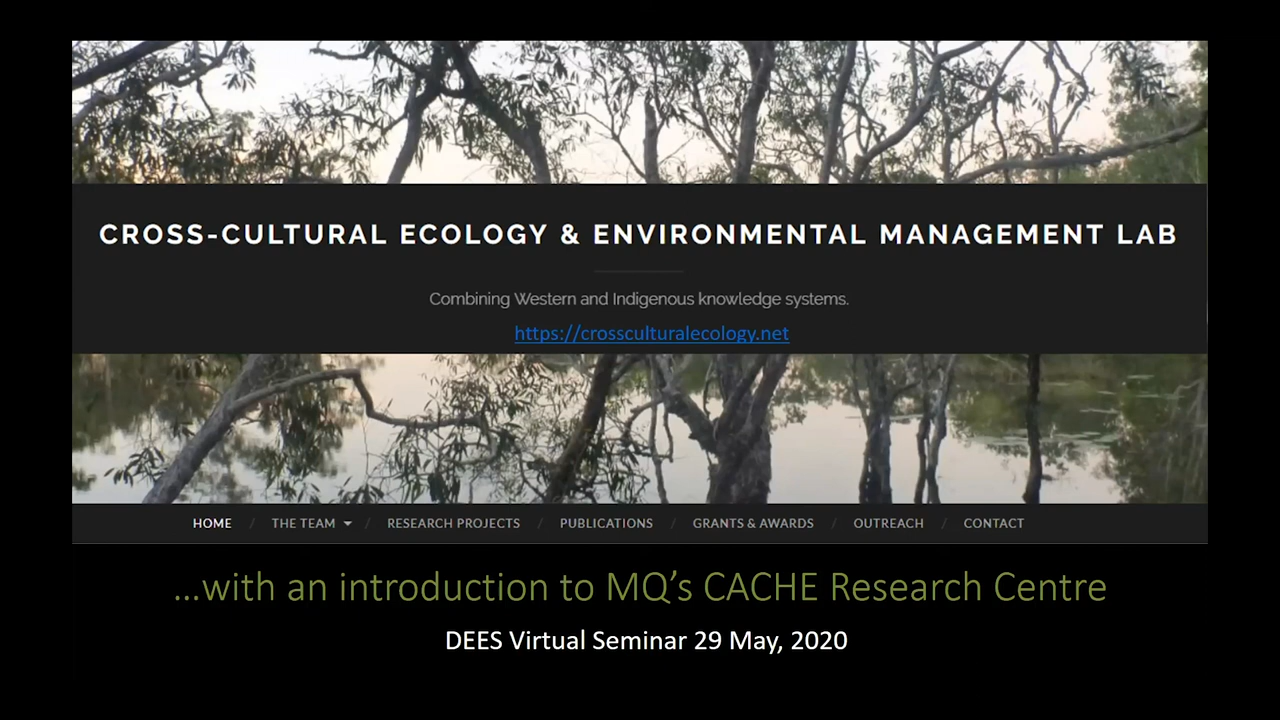 CROSS-CULTURAL ECOLOGY & ENVIRONMENTAL MANAGEMENT LAB
Combining Western and Indigenous knowledge systems.
https://crossculturalecology.net
HOME / THE TEAM / RESEARCH PROJECTS / PUBLICATIONS / GRANTS & AWARDS / OUTREACH / CONTACT
...with an introduction to MQ’s CACHE Research Centre
DEES Virtual Seminar 29 May, 2020